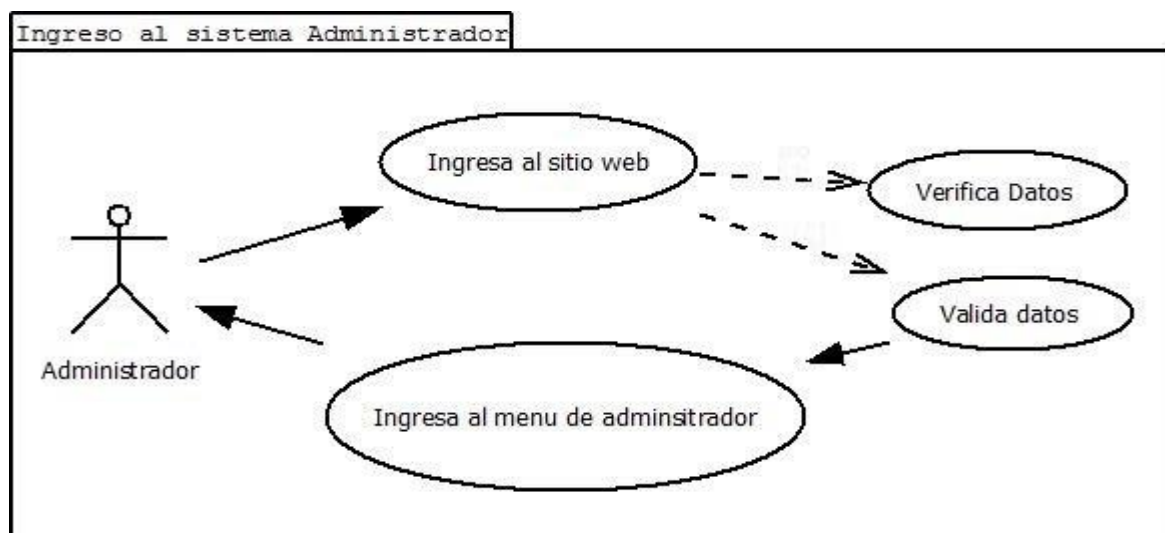 Ingreso al sistema Administrador
Ingresa al sitio web
Verifica Datos
Valida datos
Administrador
Ingresa al menu de adminsitrador